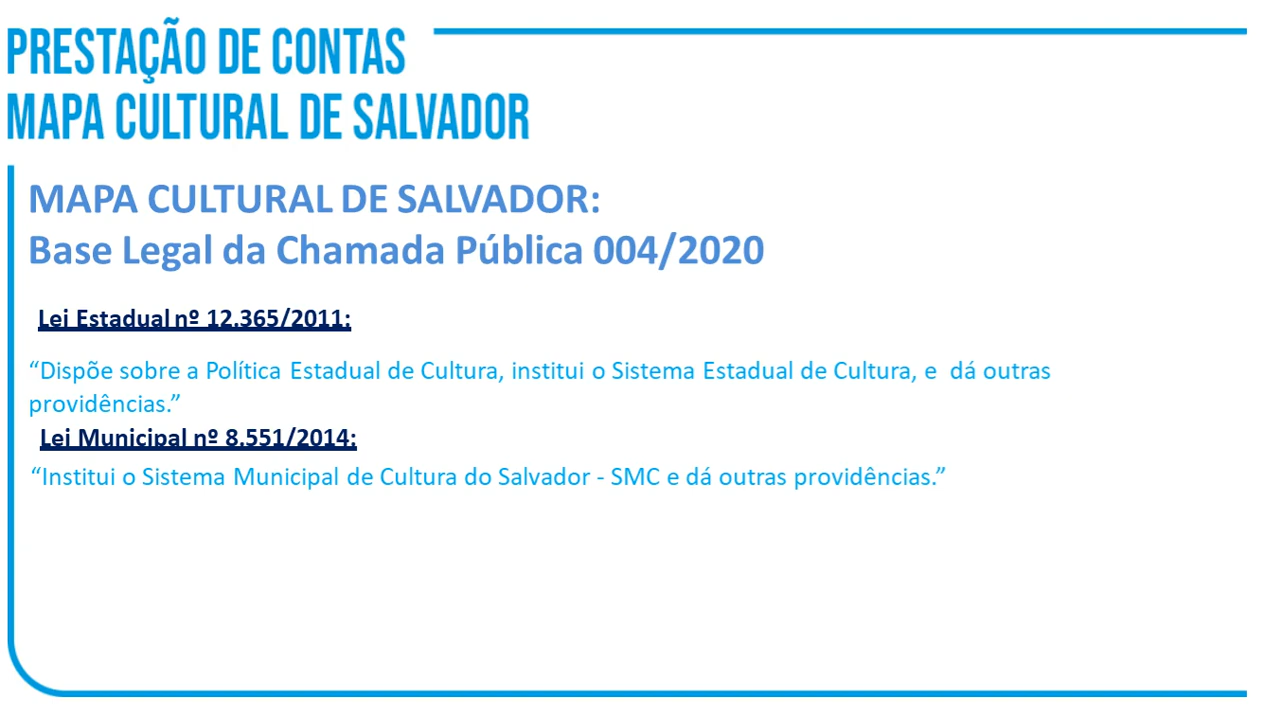 PRESTAÇÃO DE CONTAS
MAPA CULTURAL DE SALVADOR
MAPA CULTURAL DE SALVADOR:
Base Legal da Chamada Pública 004/2020
Lei Estadual nº 12.365/2011:
“Dispõe sobre a Política Estadual de Cultura, institui o Sistema Estadual de Cultura, e dá outras
providências.”
Lei Municipal nº 8.551/2014:
“Institui o Sistema Municipal de Cultura do Salvador - SMC e dá outras providências.”